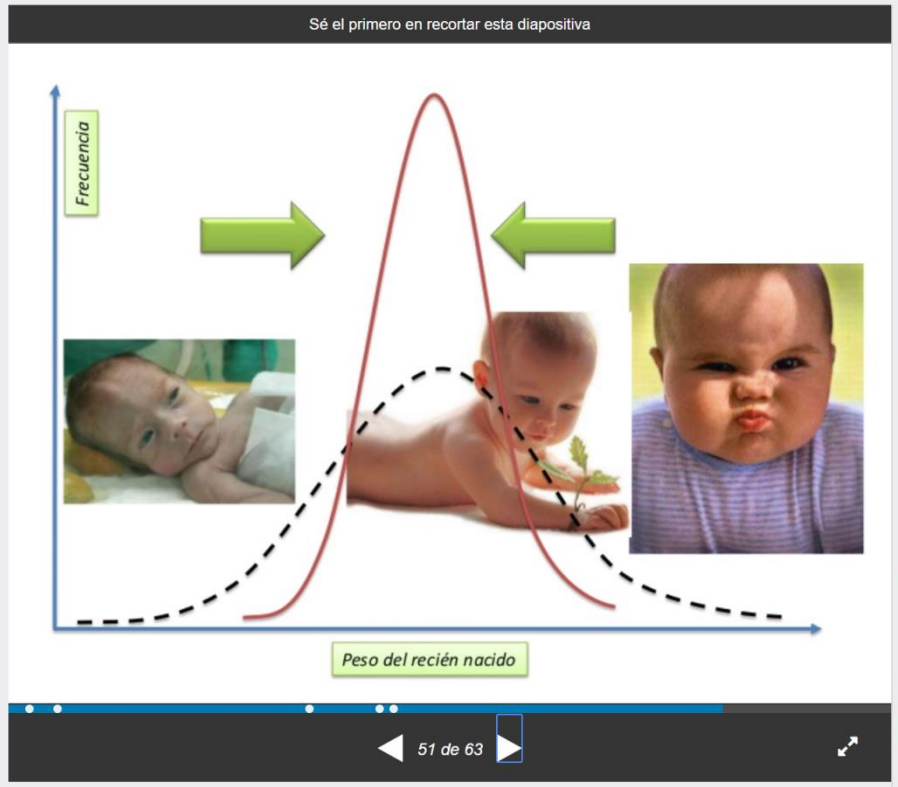 Sé el primero en recortar esta diapositiva
Frecuencia
Peso del recién nacido
51 de 63